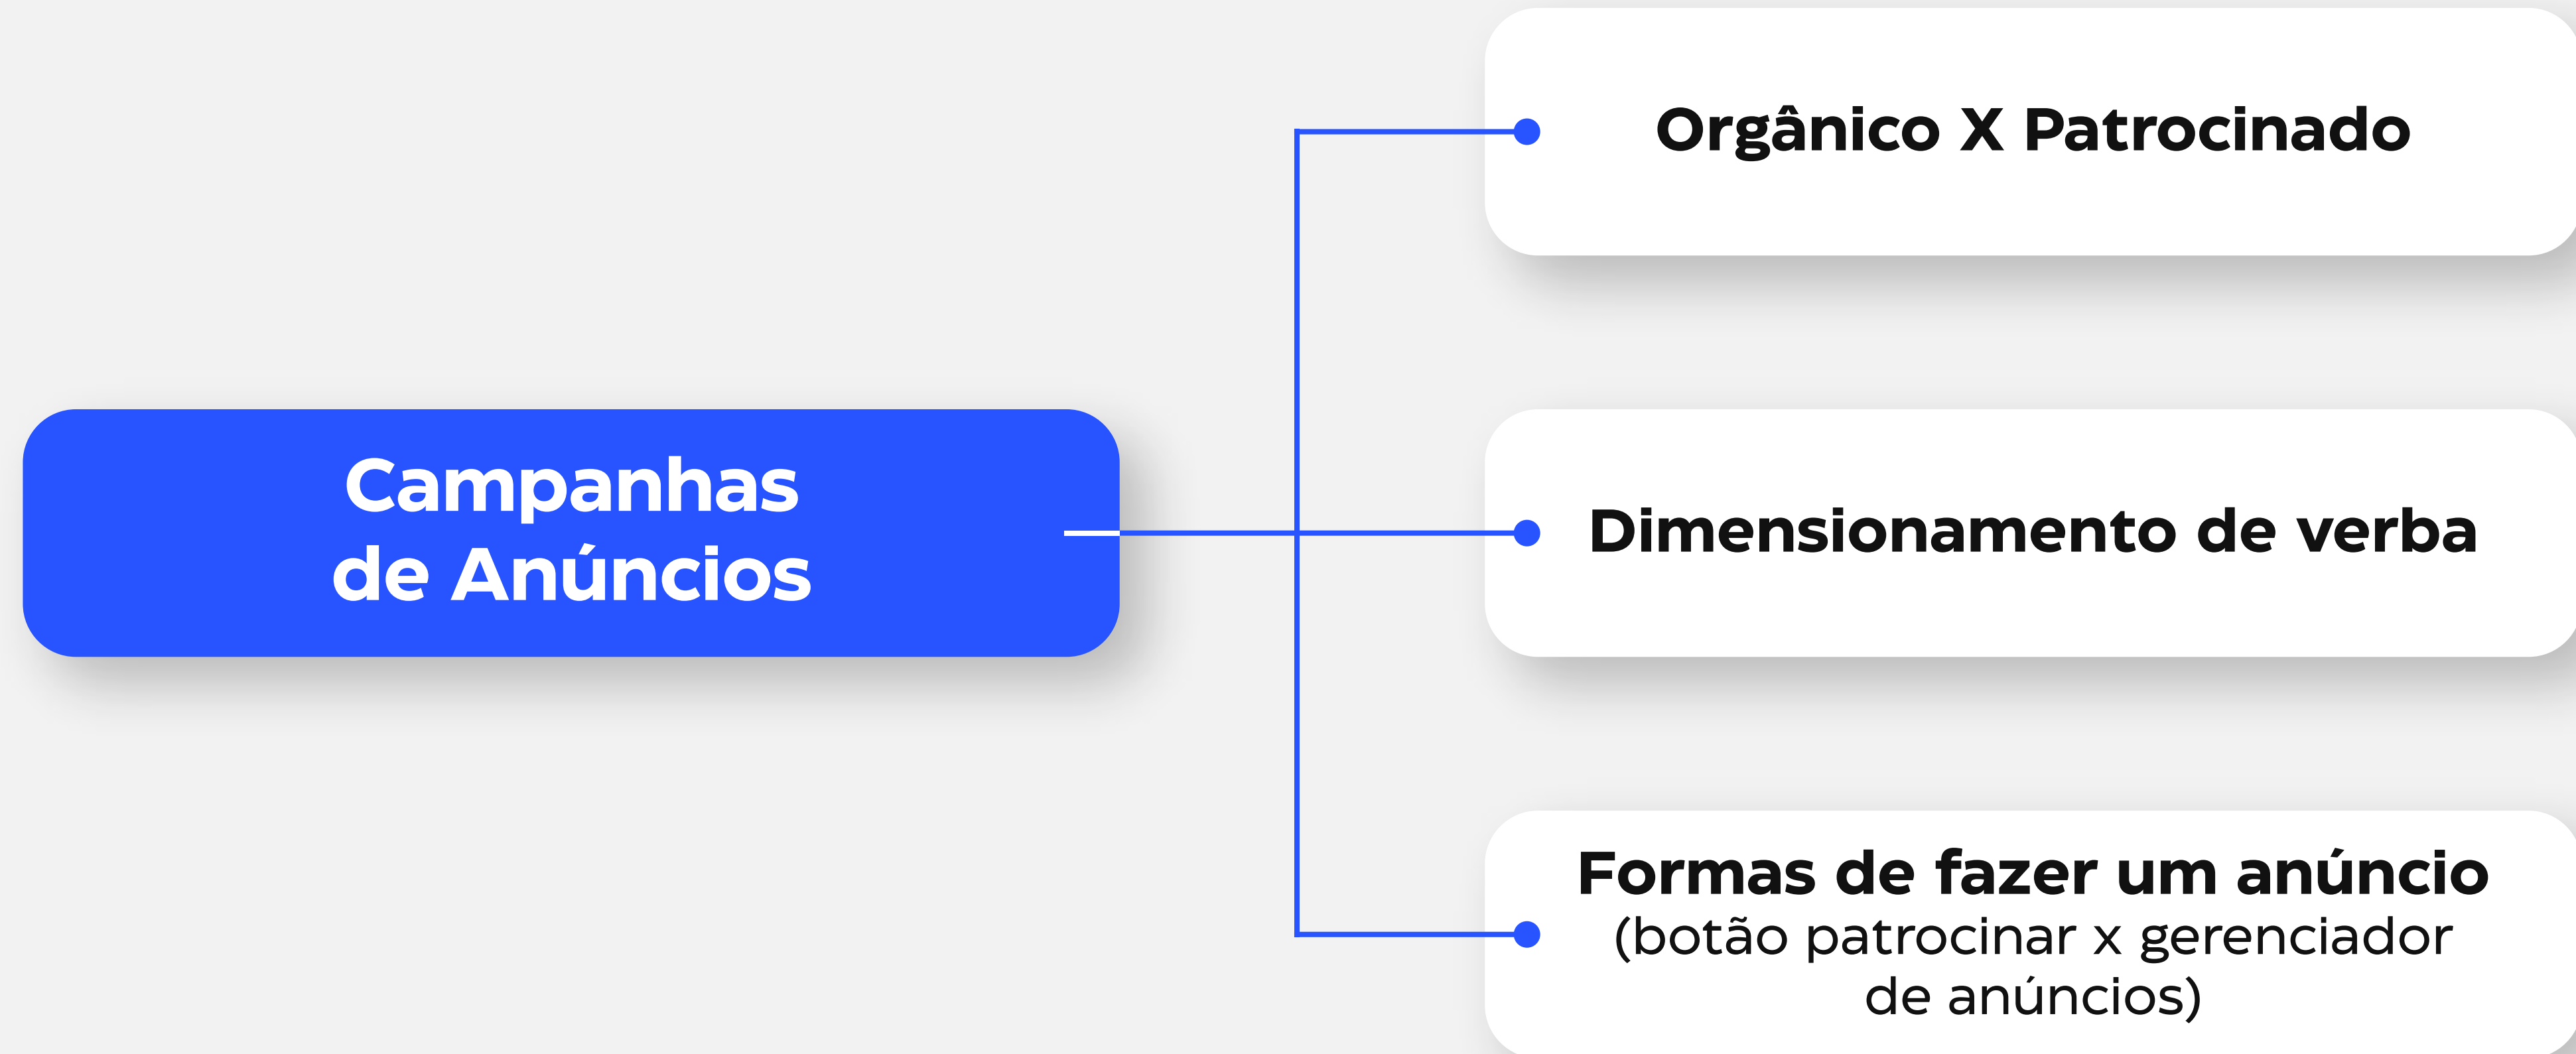 Orgânico X Patrocinado
Campanhas
de Anúncios
Dimensionamento de verba
Formas de fazer um anúncio
(botão patrocinar x gerenciador
de anúncios)